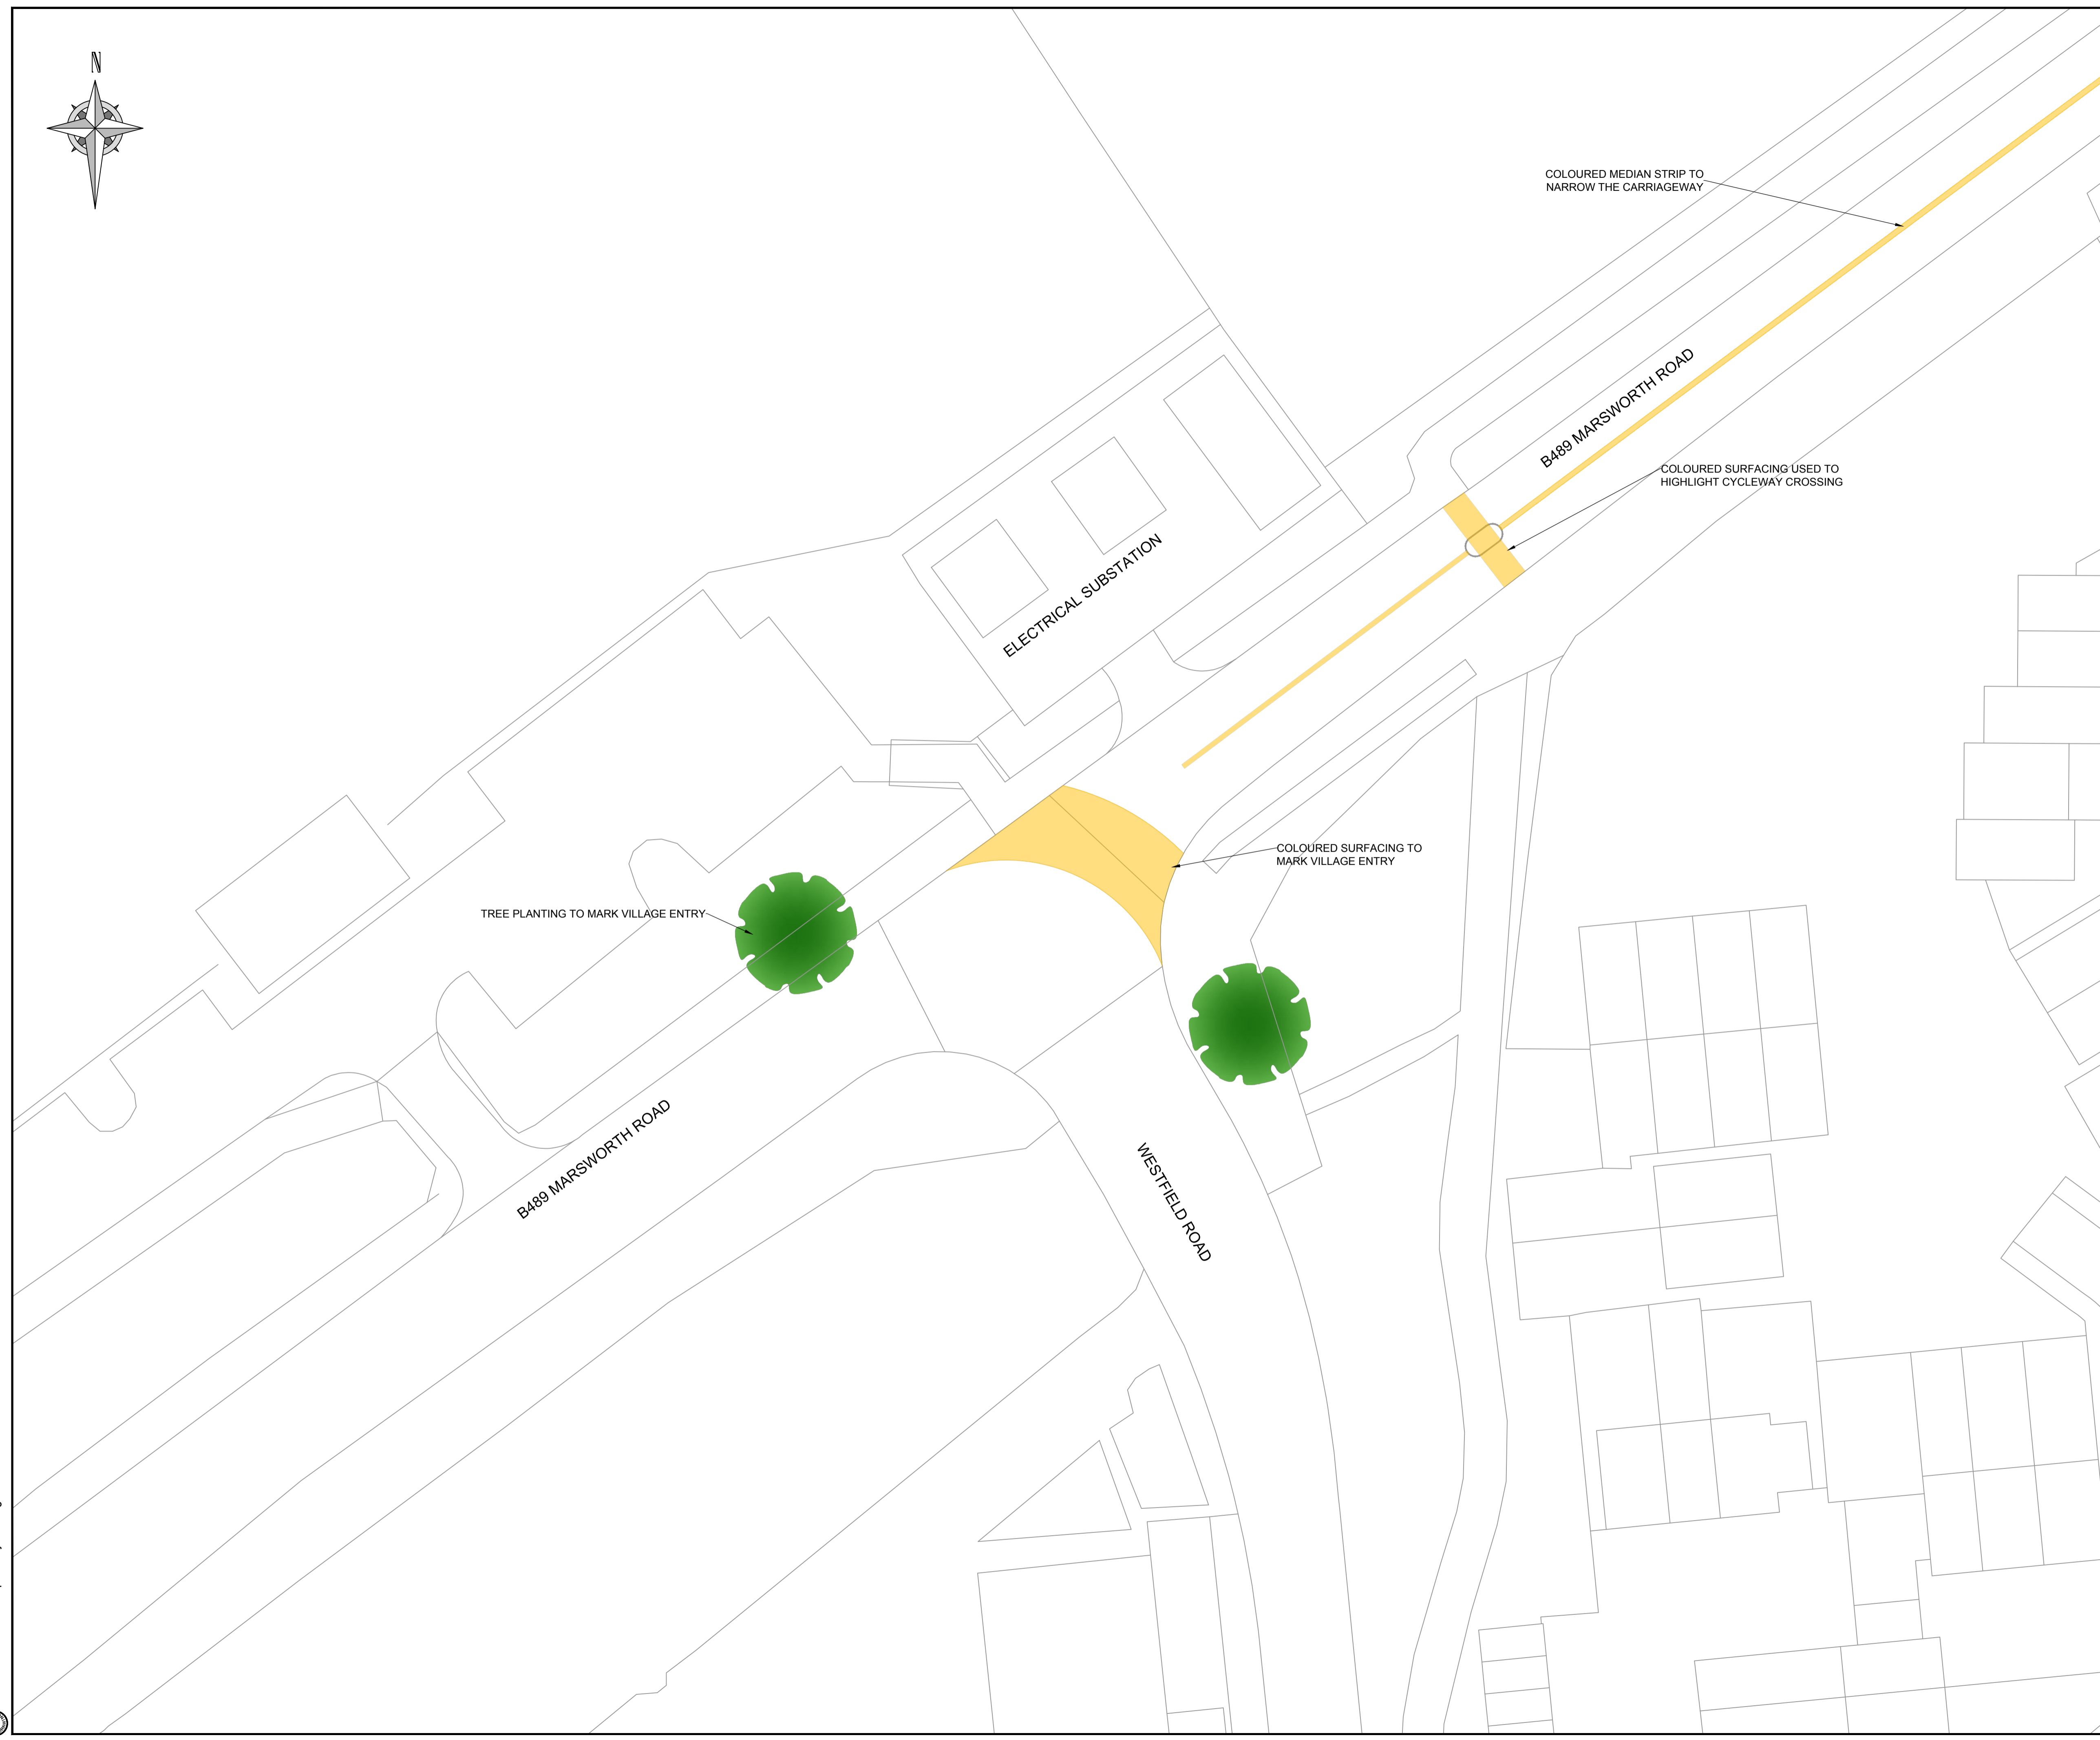 N
COLOURED MEDIAN STRIP TO
NARROW THE CARRIAGEWAY
B489 MARSWORTH ROAD
COLOURED SURFACING USED TO
HIGHLIGHT CYCLEWAY CROSSING
ELECTRICAL SUBSTATION
COLOURED SURFACING TO
MARK VILLAGE ENTRY
TREE PLANTING TO MARK VILLAGE ENTRY
B489 MARSWORTH ROAD
WESTFIELD ROAD